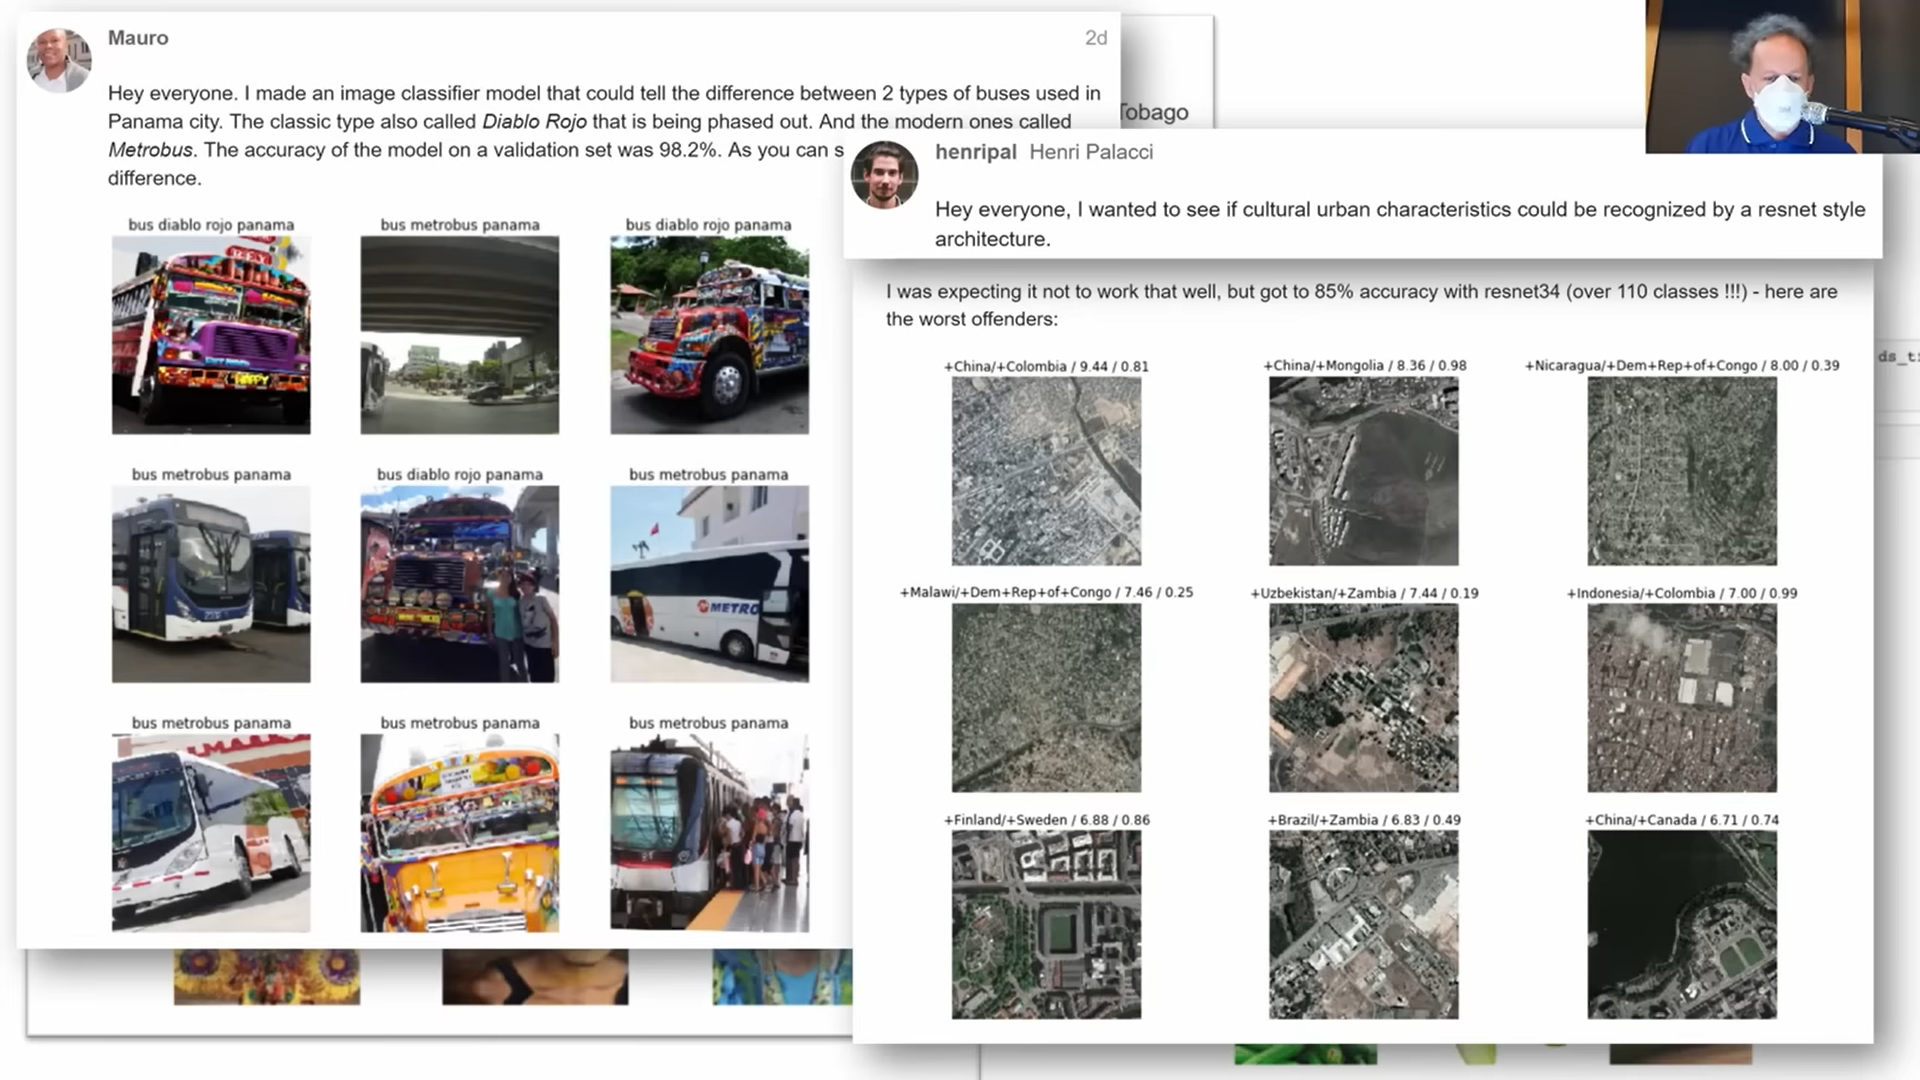 Mauro
2d
Hey everyone. I made an image classifier model that could tell the difference between 2 types of buses used in
Panama city. The classic type also called Diablo Rojo that is being phased out. And the modern ones called
Metrobus. The accuracy of the model on a validation set was 98.2%. As you can s
difference.
bus diablo rojo panama
bus metrobus panama
bus diablo rojo panama
HAPPY
bus metrobus panama
bus diablo rojo panama
bus metrobus panama
METRO
bus metrobus panama
bus metrobus panama
bus metrobus panama
Tobago
henripal Henri Palacci
Hey everyone, I wanted to see if cultural urban characteristics could be recognized by a resnet style
architecture.
I was expecting it not to work that well, but got to 85% accuracy with resnet34 (over 110 classes !!!) - here are
the worst offenders:
+China/+Colombia / 9.44 / 0.81
+China/+Mongolia / 8.36 / 0.98
+Nicaragua/+Dem+Rep+of+Congo / 8.00 / 0.39
+Malawi/+Dem+Rep+of+Congo / 7.46 / 0.25
+Uzbekistan/+Zambia / 7.44 / 0.19
+Indonesia/+Colombia / 7.00 / 0.99
+Finland/+Sweden / 6.88 / 0.86
+Brazil/+Zambia / 6.83 / 0.49
+China/+Canada / 6.71 / 0.74